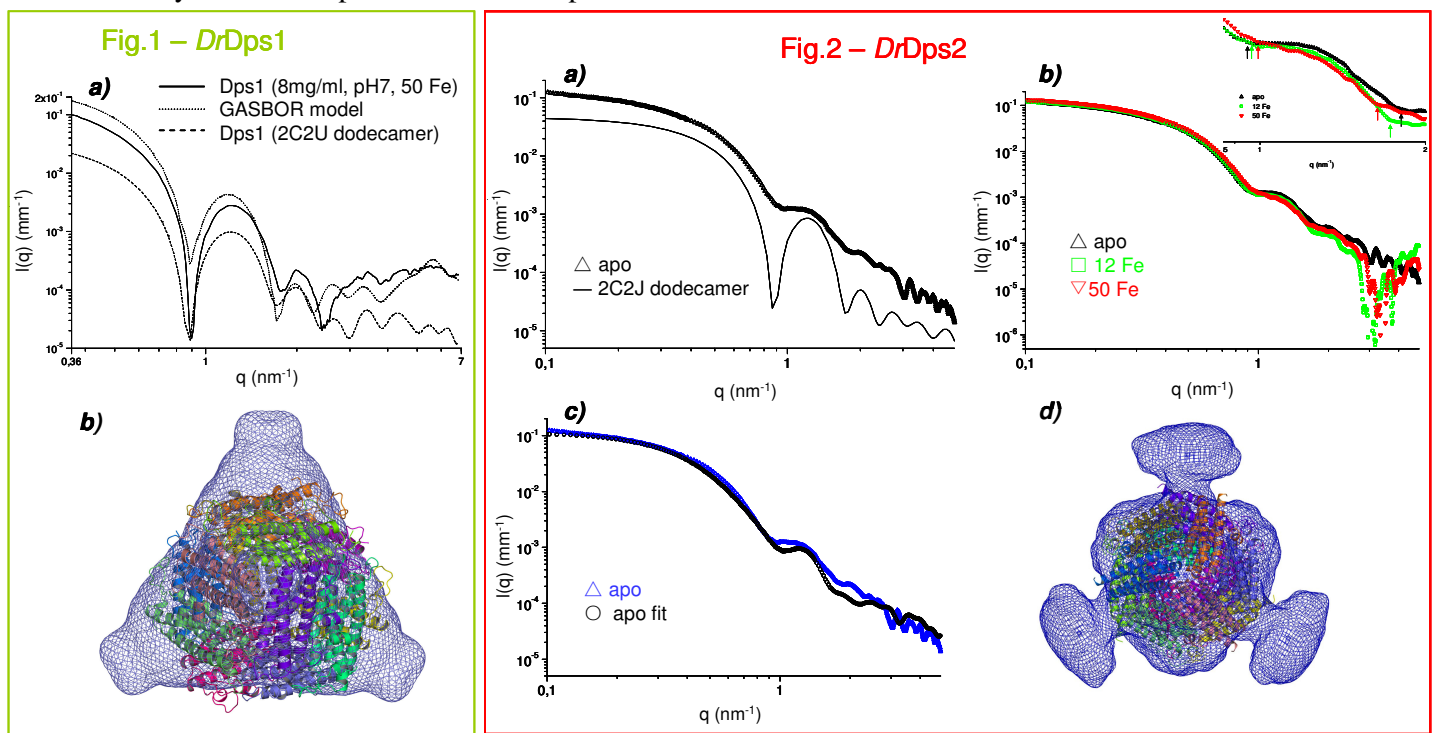 Fig.1 – DrDps1
a)
Dps1 (8mg/ml, pH7, 50 Fe)
GASBOR model
Dps1 (2C2U dodecamer)
2x10⁻¹
10⁻¹
10⁻²
10⁻³
10⁻⁴
10⁻⁵
I(q) (mm⁻¹)
0,36
1
7
q (nm⁻¹)
b)
Fig.2 – DrDps2
a)
10⁻¹
10⁻²
10⁻³
10⁻⁴
10⁻⁵
I(q) (mm⁻¹)
△ apo
2C2J dodecamer
0,1
1
q (nm⁻¹)
b)
apo
12 Fe
50 Fe
5
1
2
q (nm⁻¹)
10⁻¹
10⁻²
10⁻³
10⁻⁴
10⁻⁵
10⁻⁶
I(q) (mm⁻¹)
△ apo
□ 12 Fe
▽ 50 Fe
0,1
1
q (nm⁻¹)
c)
10⁻¹
10⁻²
10⁻³
10⁻⁴
10⁻⁵
I(q) (mm⁻¹)
△ apo
○ apo fit
0,1
1
q (nm⁻¹)
d)